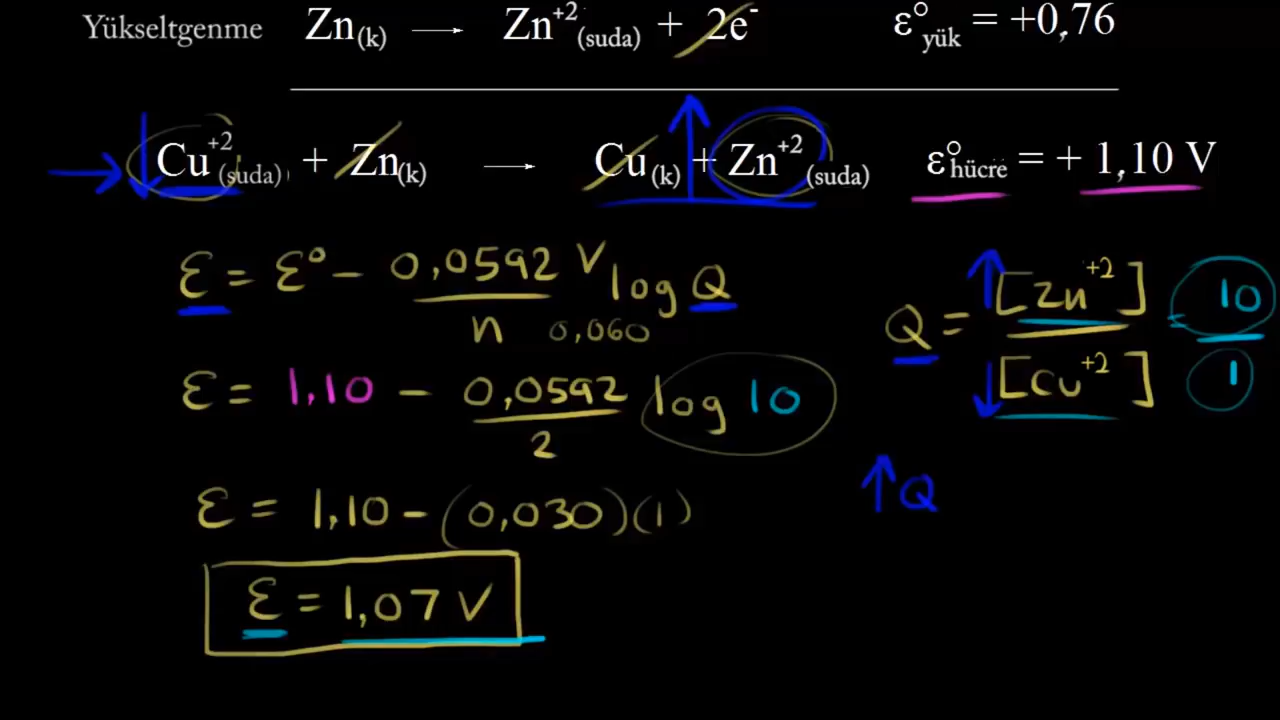 Yükseltgenme Zn(k) → Zn+2(suda) + 2e- ε°yük = +0,76
Cu+2(suda) + Zn(k) → Cu(k) + Zn+2(suda) ε°hücre = + 1,10 V
ε = ε° − 0,0592 V / n log Q
0,060
Q = [Zn+2] / [Cu+2] = 10 / 1
ε = 1,10 − 0,0592 / 2 log 10
↑ Q
ε = 1,10 − (0,030)(1)
ε = 1,07 V